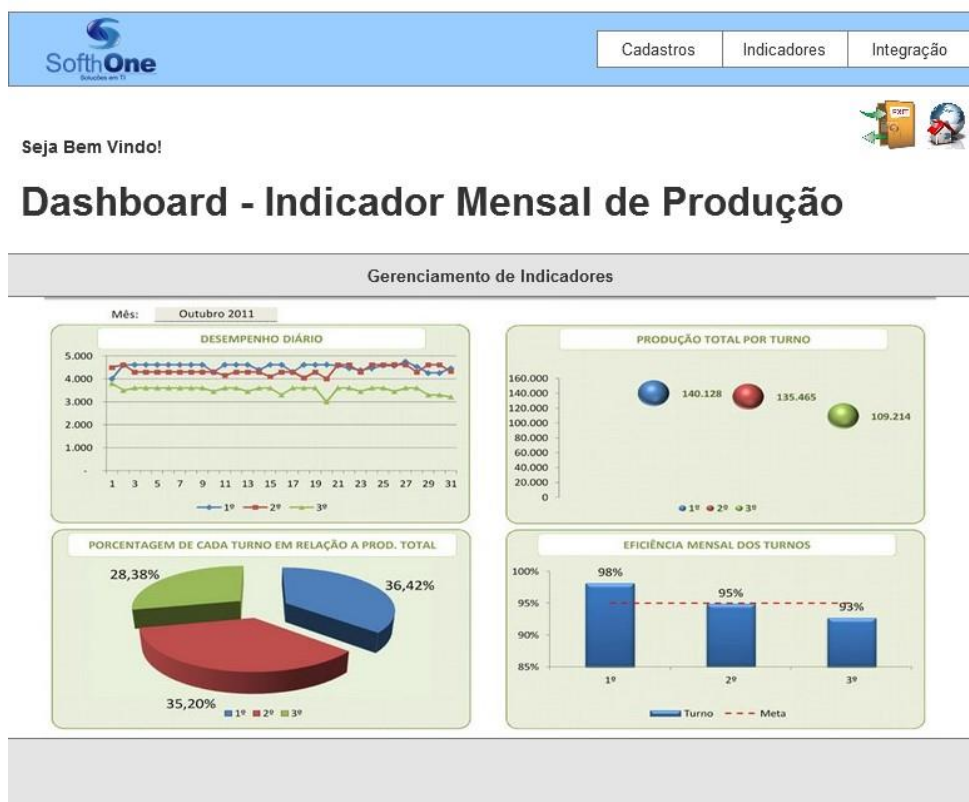 SofthOne
Soluções em TI
Cadastros Indicadores Integração
EXIT
Seja Bem Vindo!
Dashboard - Indicador Mensal de Produção
Gerenciamento de Indicadores
Mês: Outubro 2011
DESEMPENHO DIÁRIO
5.000
4.000
3.000
2.000
1.000
-
1 3 5 7 9 11 13 15 17 19 21 23 25 27 29 31
1º 2º 3º
PRODUÇÃO TOTAL POR TURNO
160.000
140.000
120.000
100.000
80.000
60.000
40.000
20.000
0
140.128 135.465 109.214
1º 2º 3º
PORCENTAGEM DE CADA TURNO EM RELAÇÃO A PROD. TOTAL
28,38%
36,42%
35,20%
1º 2º 3º
EFICIÊNCIA MENSAL DOS TURNOS
100%
95%
90%
85%
98%
95%
93%
1º 2º 3º
Turno Meta